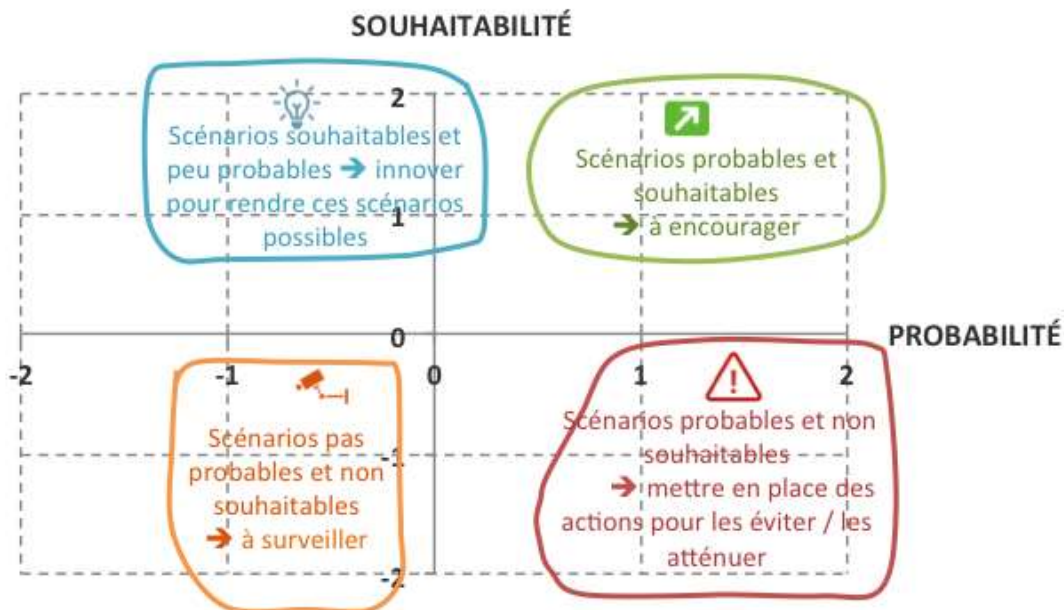 SOUHAITABILITÉ
2
Scénarios souhaitables et
peu probables ➔ innover
pour rendre ces scénarios
possibles
1
Scénarios probables et
souhaitables
➔ à encourager
0
PROBABILITÉ
-2
-1
0
1
2
Scénarios pas
probables et non
souhaitables
➔ à surveiller
-1
-2
!
Scénarios probables et non
souhaitables
➔ mettre en place des
actions pour les éviter / les
atténuer